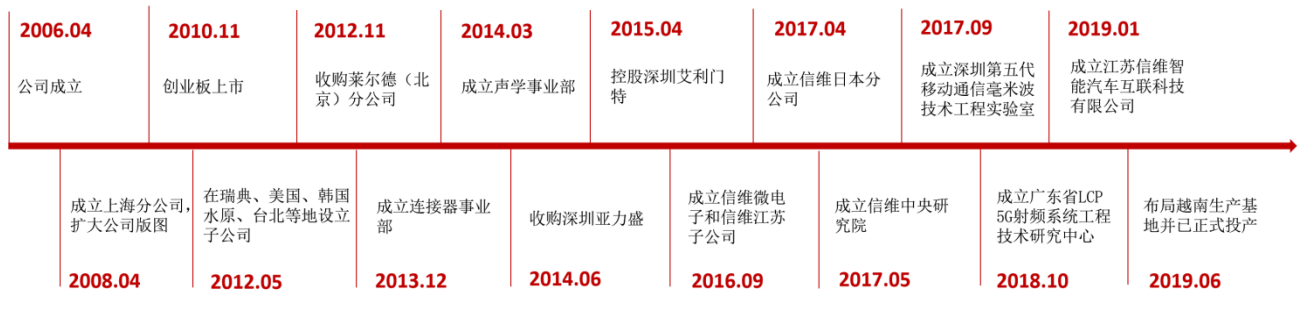 2006.04
公司成立
2010.11
创业板上市
2012.11
收购莱尔德（北
京）分公司
2014.03
成立声学事业部
2015.04
控股深圳艾利门
特
2017.04
成立信维日本分
公司
2017.09
成立深圳第五代
移动通信毫米波
技术工程实验室
2019.01
成立江苏信维智
能汽车互联科技
有限公司
成立上海分公司，
扩大公司版图
2008.04
在瑞典、美国、韩国
水原、台北等地设立
子公司
2012.05
成立连接器事业
部
2013.12
收购深圳亚力盛
2014.06
成立信维微电
子和信维江苏
子公司
2016.09
成立信维中央研
究院
2017.05
成立广东省LCP
5G射频系统工程
技术研究中心
2018.10
布局越南生产基
地并已正式投产
2019.06